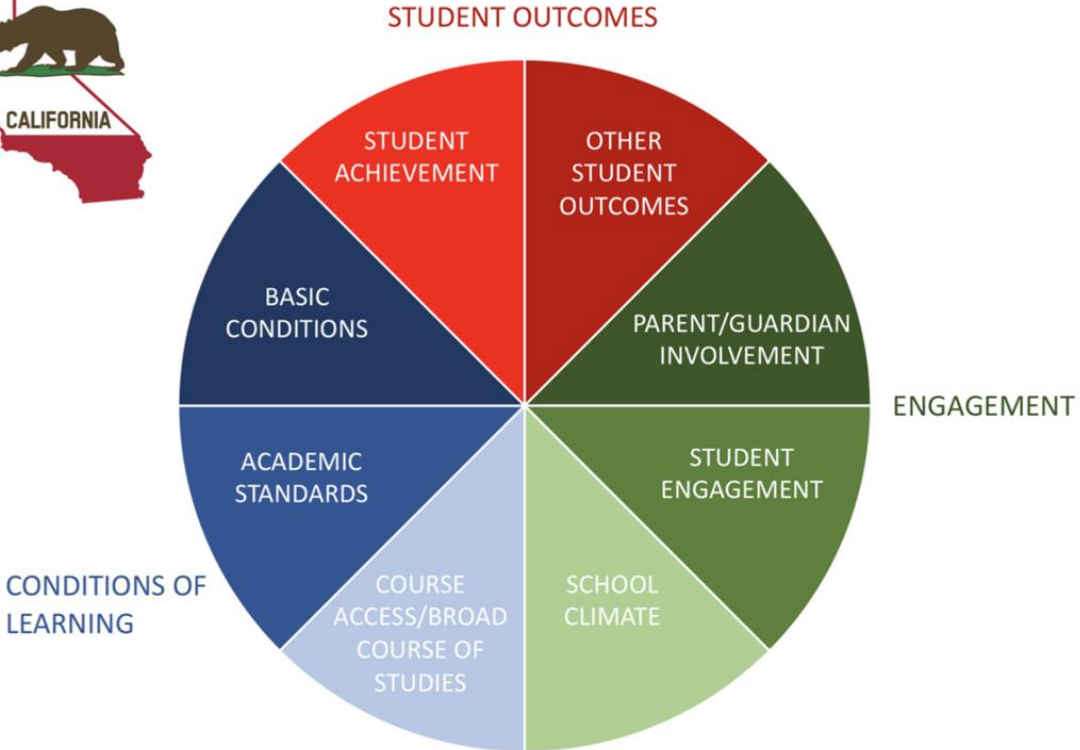 STUDENT OUTCOMES
CALIFORNIA
STUDENT
ACHIEVEMENT
OTHER
STUDENT
OUTCOMES
BASIC
CONDITIONS
PARENT/GUARDIAN
INVOLVEMENT
ENGAGEMENT
ACADEMIC
STANDARDS
STUDENT
ENGAGEMENT
CONDITIONS OF
LEARNING
COURSE
ACCESS/BROAD
COURSE OF
STUDIES
SCHOOL
CLIMATE